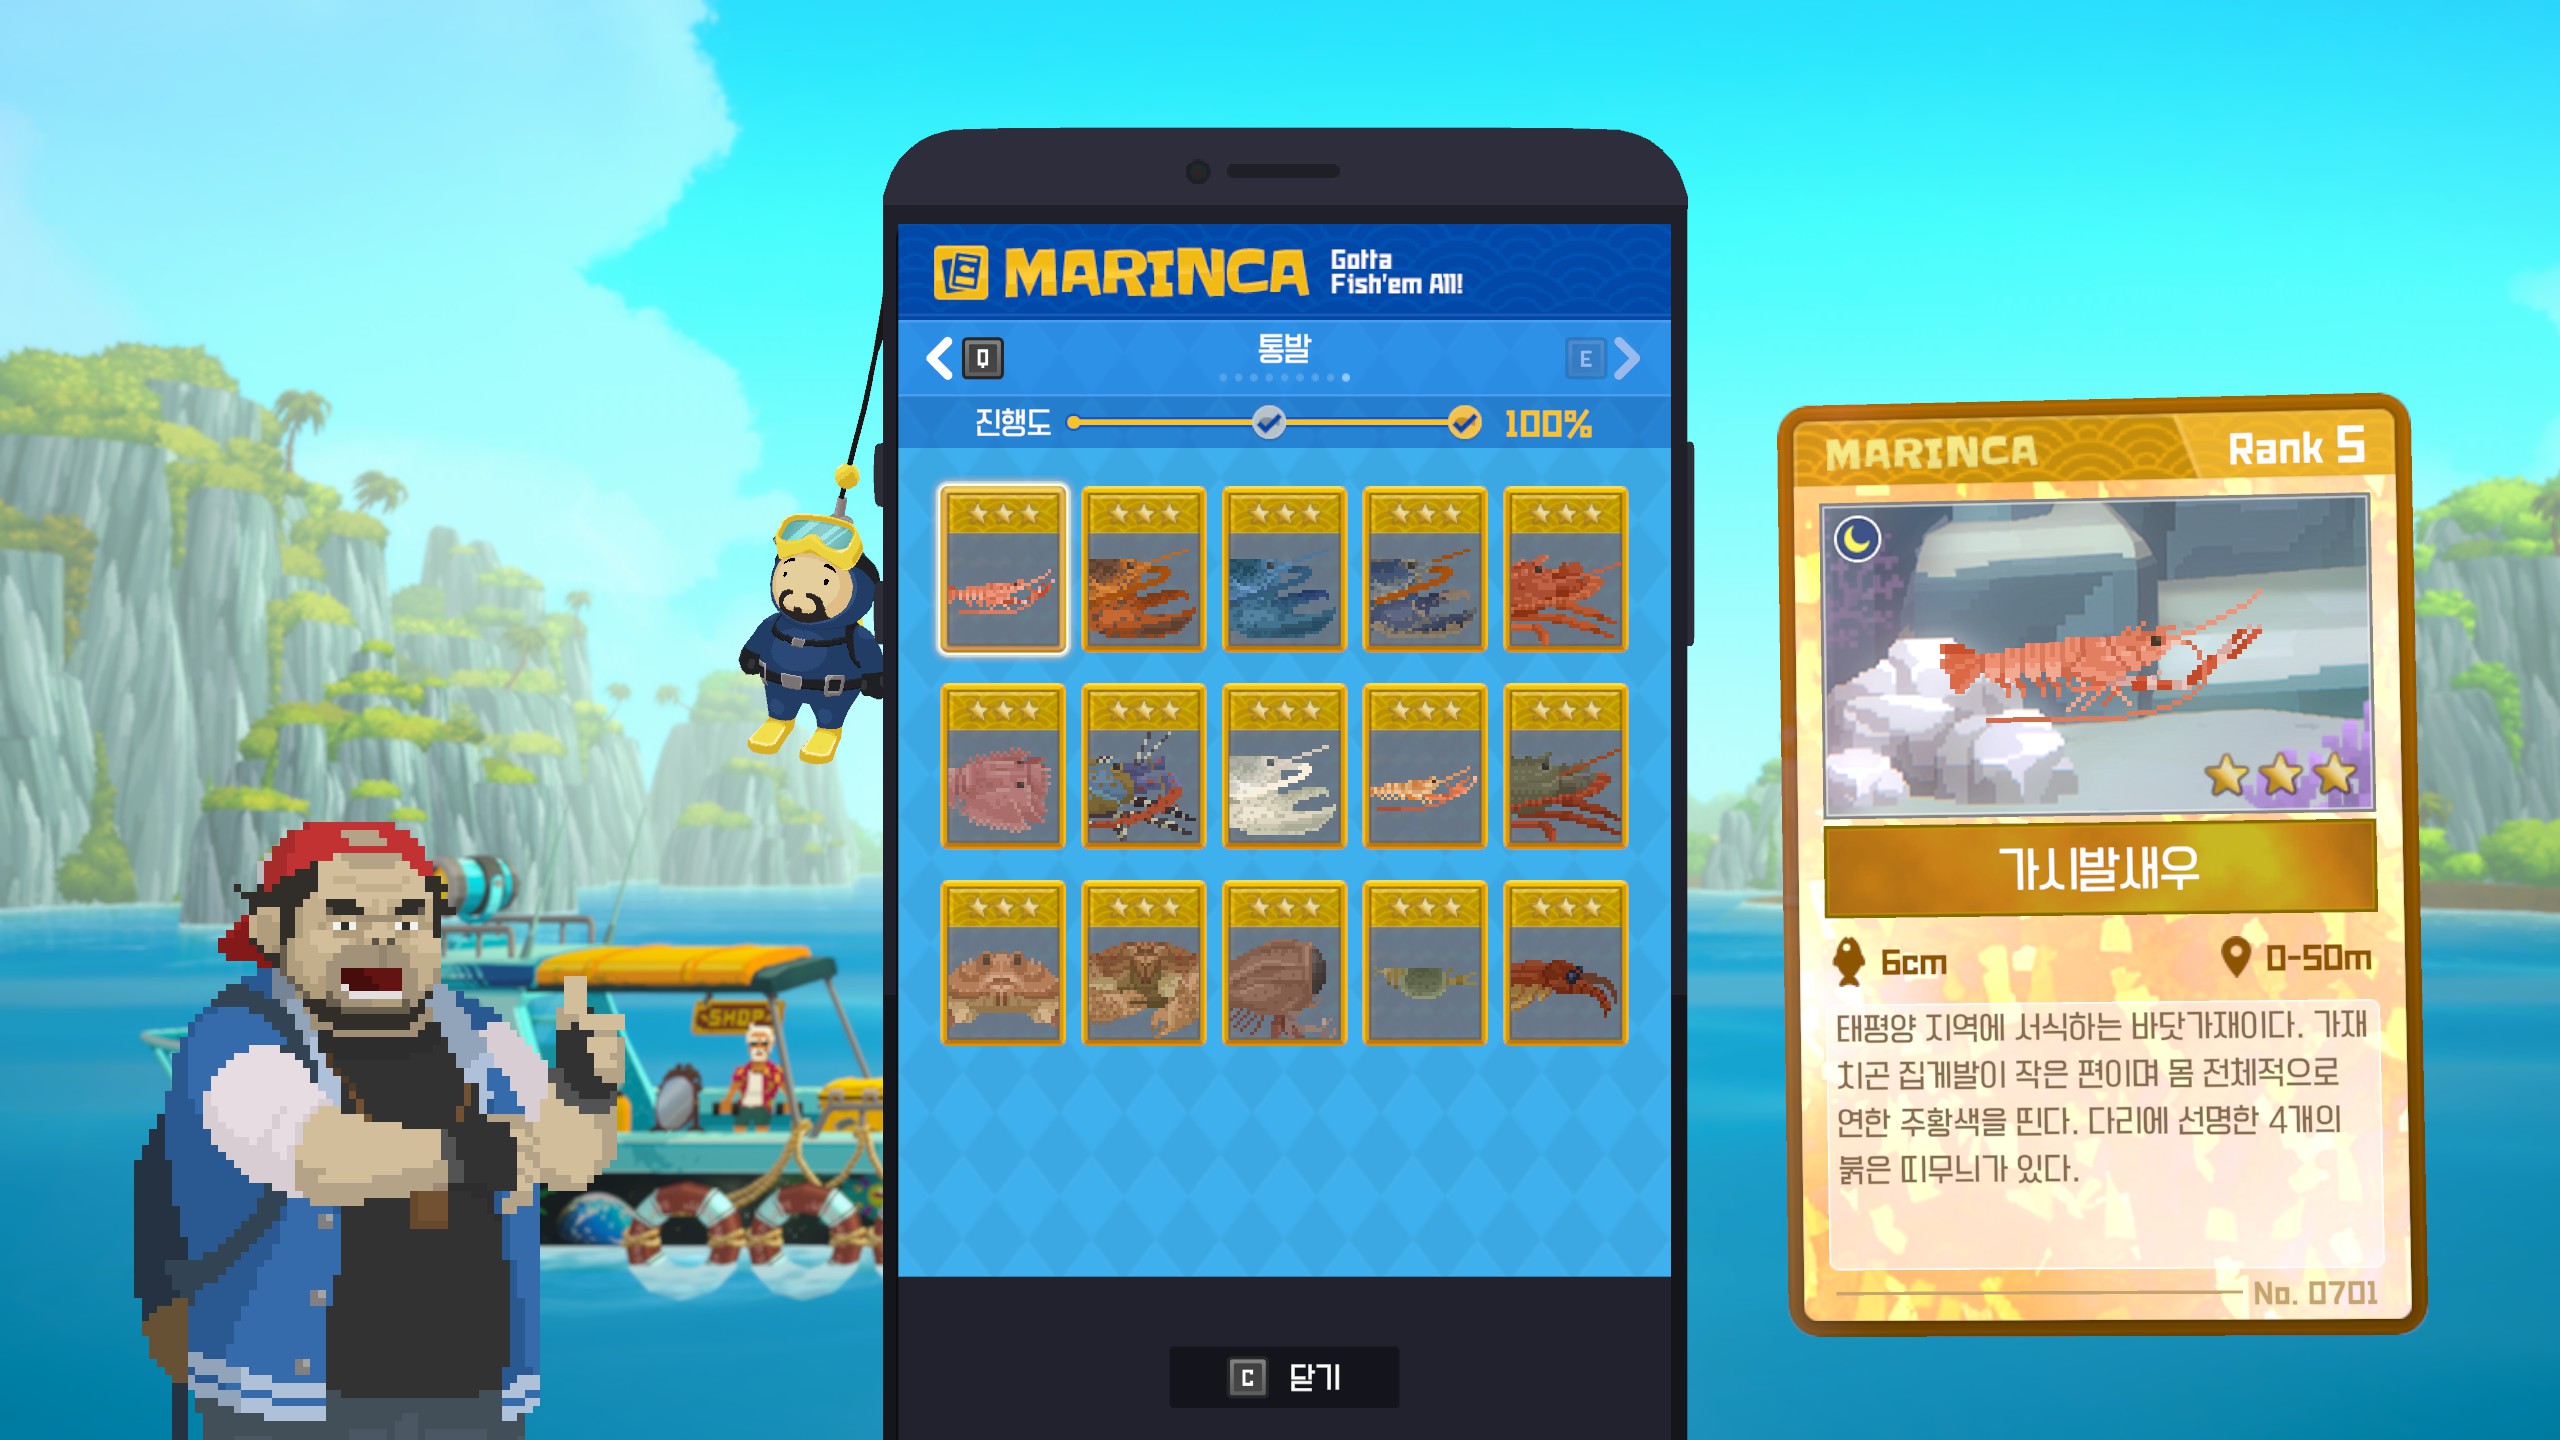 MARINCA
Gotta
Fish'em All!
Q
통발
E
진행도
100%
MARINCA
Rank 5
가시발새우
6cm
0-50m
태평양 지역에 서식하는 바닷가재이다. 가재
치곤 집게발이 작은 편이며 몸 전체적으로
연한 주황색을 띤다. 다리에 선명한 4개의
붉은 띠무늬가 있다.
No. 0701
SHOP
C 닫기